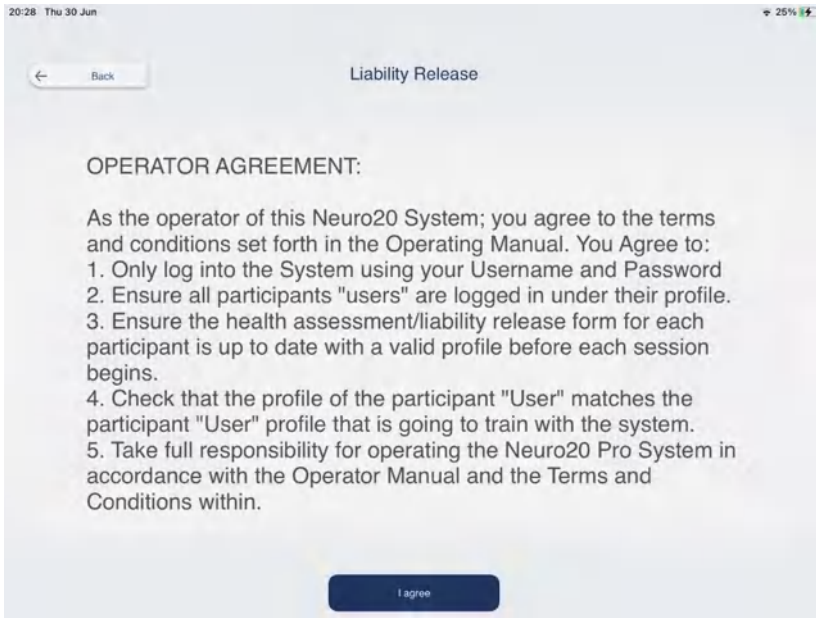 20:28 Thu 30 Jun
25%
Back
Liability Release
OPERATOR AGREEMENT:
As the operator of this Neuro20 System; you agree to the terms
and conditions set forth in the Operating Manual. You Agree to:
1. Only log into the System using your Username and Password
2. Ensure all participants "users" are logged in under their profile.
3. Ensure the health assessment/liability release form for each
participant is up to date with a valid profile before each session
begins.
4. Check that the profile of the participant "User" matches the
participant "User" profile that is going to train with the system.
5. Take full responsibility for operating the Neuro20 Pro System in
accordance with the Operator Manual and the Terms and
Conditions within.
I agree